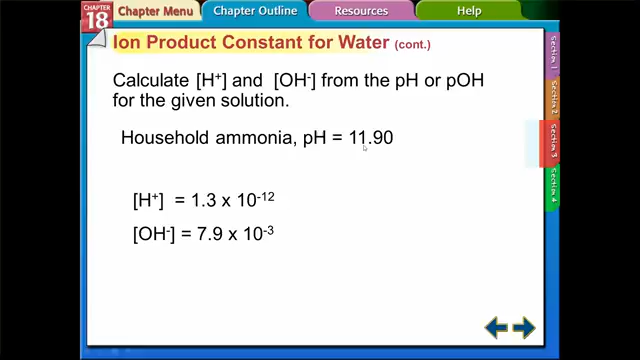 CHAPTER
18
Chapter Menu
Chapter Outline
Resources
Help
Ion Product Constant for Water (cont.)
Calculate [H⁺] and [OH⁻] from the pH or pOH
for the given solution.
Household ammonia, pH = 11.90
[H⁺] = 1.3 x 10⁻¹²
[OH⁻] = 7.9 x 10⁻³
Section 1
Section 2
Section 3
Section 4